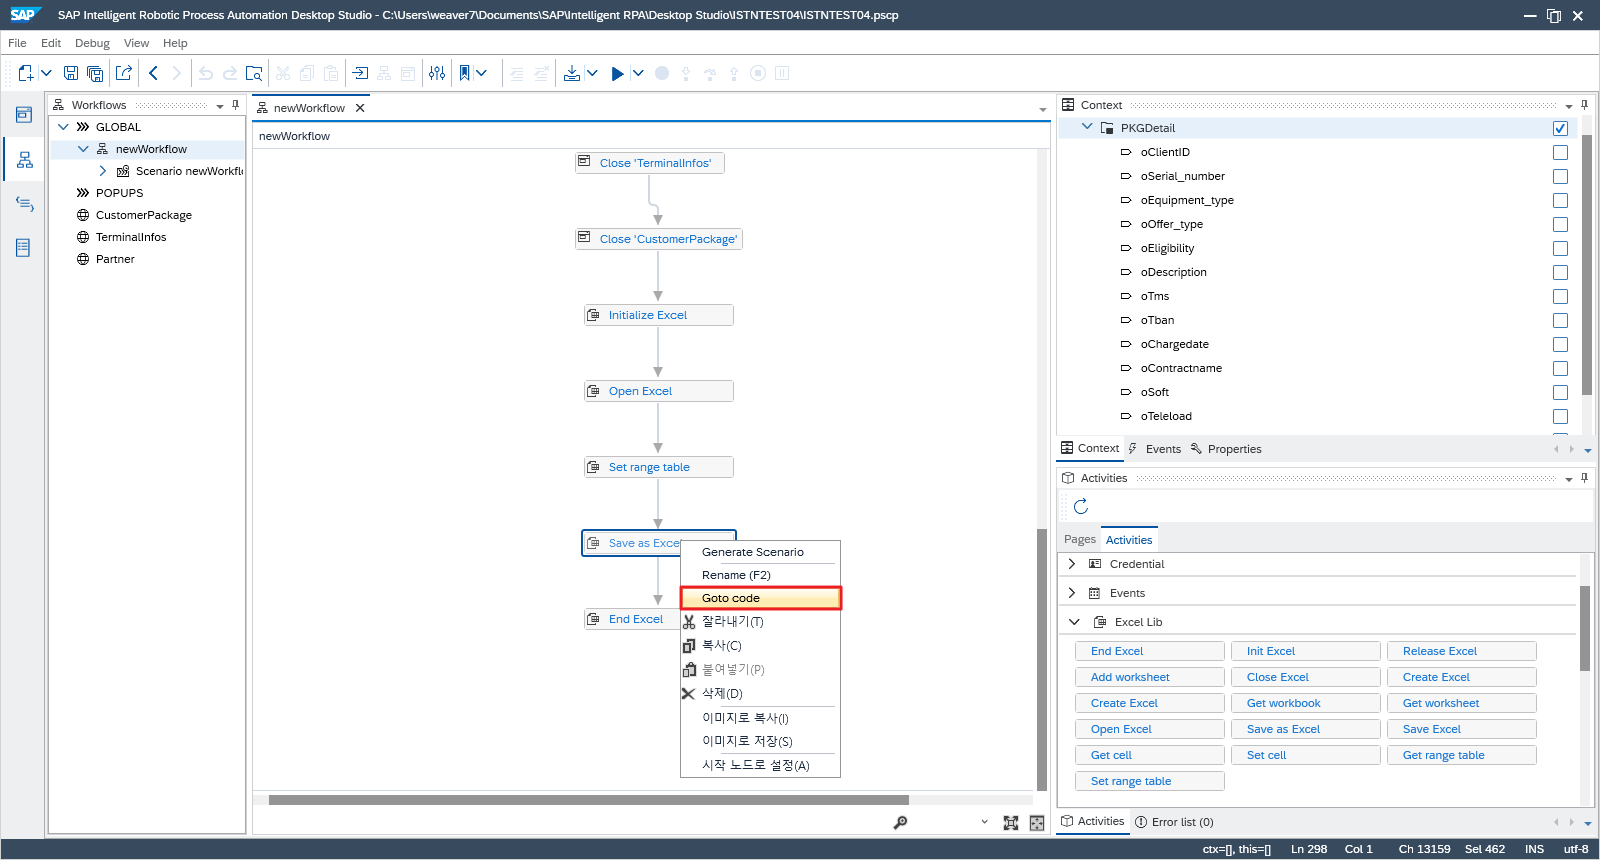 SAP SAP Intelligent Robotic Process Automation Desktop Studio - C:\Users\weaver7\Documents\SAP\Intelligent RPA\Desktop Studio\ISTNTEST04\ISTNTEST04.pscp
File Edit Debug View Help
Workflows
GLOBAL
newWorkflow
Scenario newWorkfl
POPUPS
CustomerPackage
TerminalInfos
Partner
newWorkflow
newWorkflow
Close 'TerminalInfos'
Close 'CustomerPackage'
Initialize Excel
Open Excel
Set range table
Save as Exce
End Excel
Generate Scenario
Rename (F2)
Goto code
잘라내기(T)
복사(C)
붙여넣기(P)
삭제(D)
이미지로 복사(I)
이미지로 저장(S)
시작 노드로 설정(A)
Context
PKGDetail
oClientID
oSerial_number
oEquipment_type
oOffer_type
oEligibility
oDescription
oTms
oTban
oChargedate
oContractname
oSoft
oTeleload
Context Events Properties
Activities
Pages Activities
Credential
Events
Excel Lib
End Excel Init Excel Release Excel
Add worksheet Close Excel Create Excel
Create Excel Get workbook Get worksheet
Open Excel Save as Excel Save Excel
Get cell Set cell Get range table
Set range table
Activities Error list (0)
ctx=[], this=[] Ln 298 Col 1 Ch 13159 Sel 462 INS utf-8